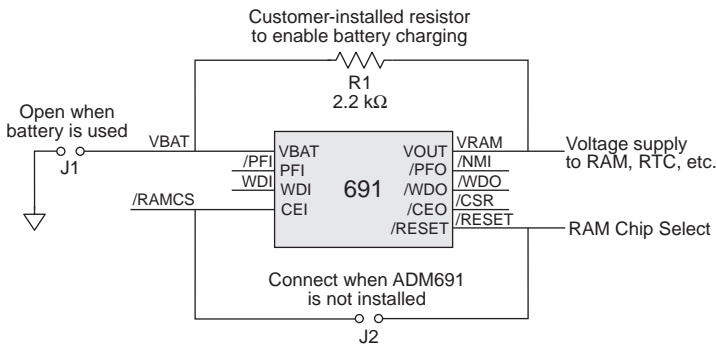 Customer-installed resistor
to enable battery charging
R1
2.2 kΩ
Open when
battery is used
J1
VBAT
/PFI
WDI
/RAMCS
VBAT
PFI
WDI
CEI
691
VOUT
/PFO
/WDO
/CEO
/RESET
VRAM
/NMI
/WDO
/CSR
/RESET
Voltage supply
to RAM, RTC, etc.
RAM Chip Select
Connect when ADM691
is not installed
J2